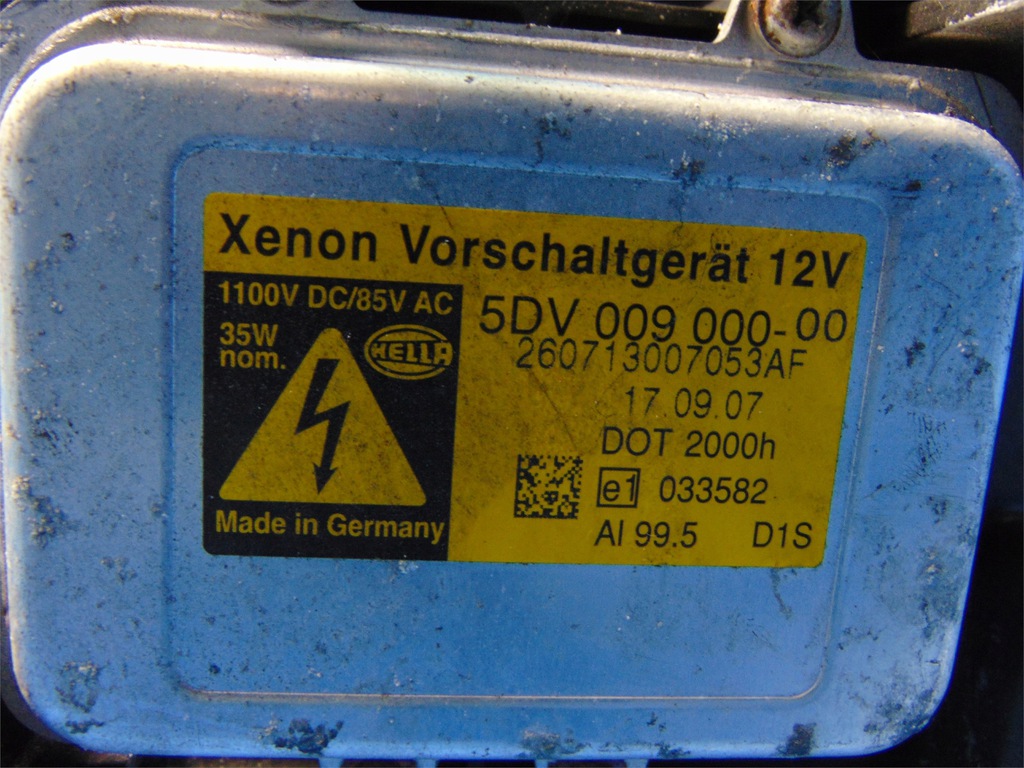 Xenon Vorschaltgerät 12V
1100V DC/85V AC
35W
nom.
HELLA
Made in Germany
5DV 009 000-00
260713007053AF
17.09.07
DOT 2000h
e1 033582
Al 99.5 D1S